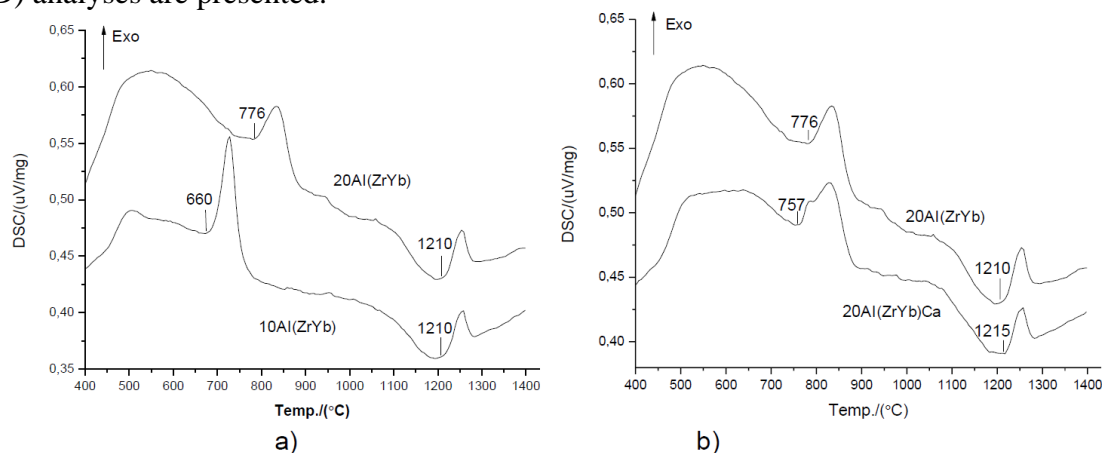 D) analyses are presented.
Exo
776
660
20Al(ZrYb)
1210
10Al(ZrYb)
1210
0,65
0,60
0,55
0,50
0,45
0,40
0,35
DSC/(uV/mg)
400 500 600 700 800 900 1000 1100 1200 1300 1400
Temp./(°C)
a)
Exo
776
757
20Al(ZrYb)
1210
20Al(ZrYb)Ca
1215
0,65
0,60
0,55
0,50
0,45
0,40
DSC/(uV/mg)
400 500 600 700 800 900 1000 1100 1200 1300 1400
Temp./(°C)
b)